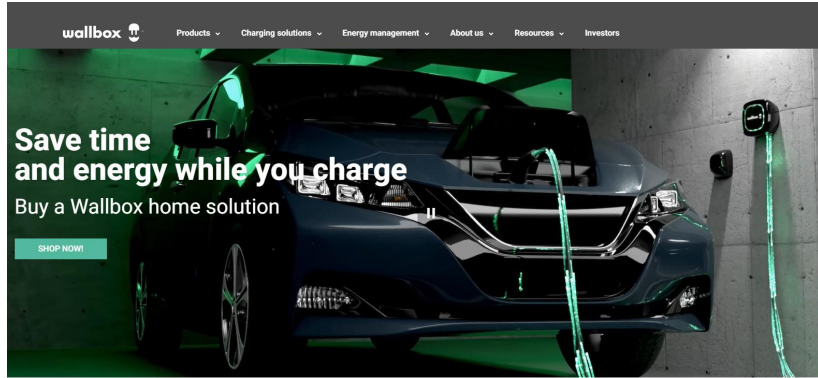 wallbox
Products
Charging solutions
Energy management
About us
Resources
Investors
Save time
and energy while you charge
Buy a Wallbox home solution
SHOP NOW!